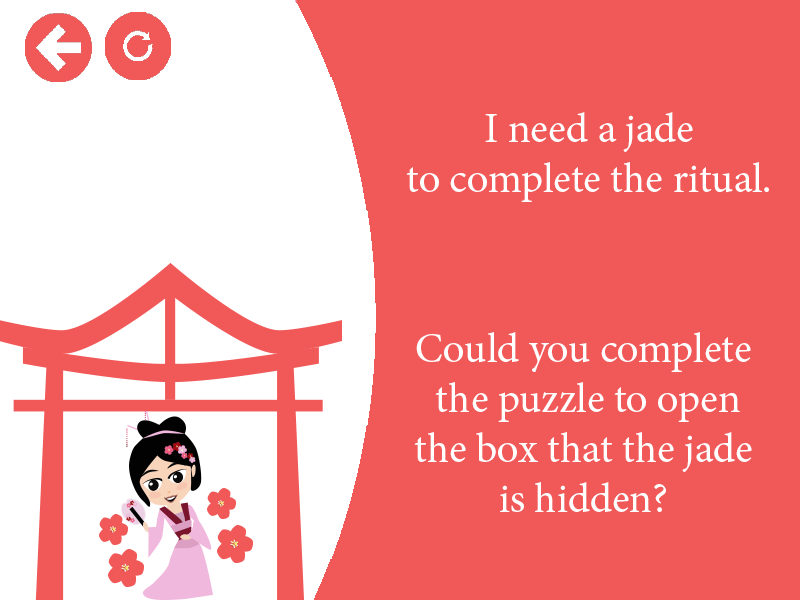 I need a jade
to complete the ritual.
Could you complete
the puzzle to open
the box that the jade
is hidden?